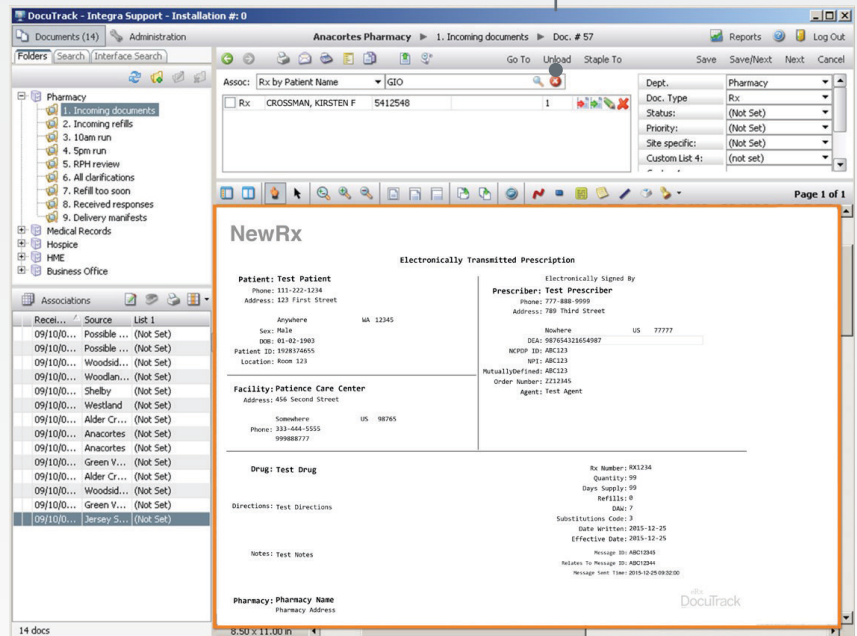 DocuTrack - Integra Support - Installation #: 0
Documents (14) Administration Anacortes Pharmacy ▶ 1. Incoming documents ▶ Doc. # 57 Reports Log Out
Folders Search Interface Search
Go To Unload Staple To Save Save/Next Next Cancel
Assoc: Rx by Patient Name GIO
Rx CROSSMAN, KIRSTEN F 5412548 1
Dept. Pharmacy
Doc. Type Rx
Status: (Not Set)
Priority: (Not Set)
Site specific: (Not Set)
Custom List 4: (not set)
Pharmacy
1. Incoming documents
2. Incoming refills
3. 10am run
4. 5pm run
5. RPH review
6. All clarifications
7. Refill too soon
8. Received responses
9. Delivery manifests
Medical Records
Hospice
HME
Business Office
Page 1 of 1
Associations
Recei... Source List 1
09/10/0... Possible ... (Not Set)
09/10/0... Possible ... (Not Set)
09/10/0... Woodsid... (Not Set)
09/10/0... Woodlan... (Not Set)
09/10/0... Shelby (Not Set)
09/10/0... Westland (Not Set)
09/10/0... Alder Cr... (Not Set)
09/10/0... Anacortes (Not Set)
09/10/0... Anacortes (Not Set)
09/10/0... Green V... (Not Set)
09/10/0... Alder Cr... (Not Set)
09/10/0... Woodsid... (Not Set)
09/10/0... Green V... (Not Set)
09/10/0... Jersey S... (Not Set)
14 docs
NewRx
Electronically Transmitted Prescription
Patient: Test Patient
Phone: 111-222-1234
Address: 123 First Street
Anywhere WA 12345
Sex: Male
DOB: 01-02-1903
Patient ID: 1928374655
Location: Room 123
Electronically Signed By
Prescriber: Test Prescriber
Phone: 777-888-9999
Address: 789 Third Street
Nowhere US 77777
DEA: 987654321654987
NCPDP ID: ABC123
NPI: ABC123
MutuallyDefined: ABC123
Order Number: ZZ12345
Agent: Test Agent
Facility: Patience Care Center
Address: 456 Second Street
Somewhere US 98765
Phone: 333-444-5555
999888777
Drug: Test Drug
Directions: Test Directions
Notes: Test Notes
Rx Number: RX1234
Quantity: 99
Days Supply: 99
Refills: 0
DAW: 7
Substitutions Code: 3
Date Written: 2015-12-25
Effective Date: 2015-12-25
Message ID: ABC12345
Relates To Message ID: ABC12344
Message Sent Time: 2015-12-25 09:32:00
Pharmacy: Pharmacy Name
Pharmacy Address
eRx
DocuTrack
8.50 x 11.00 in